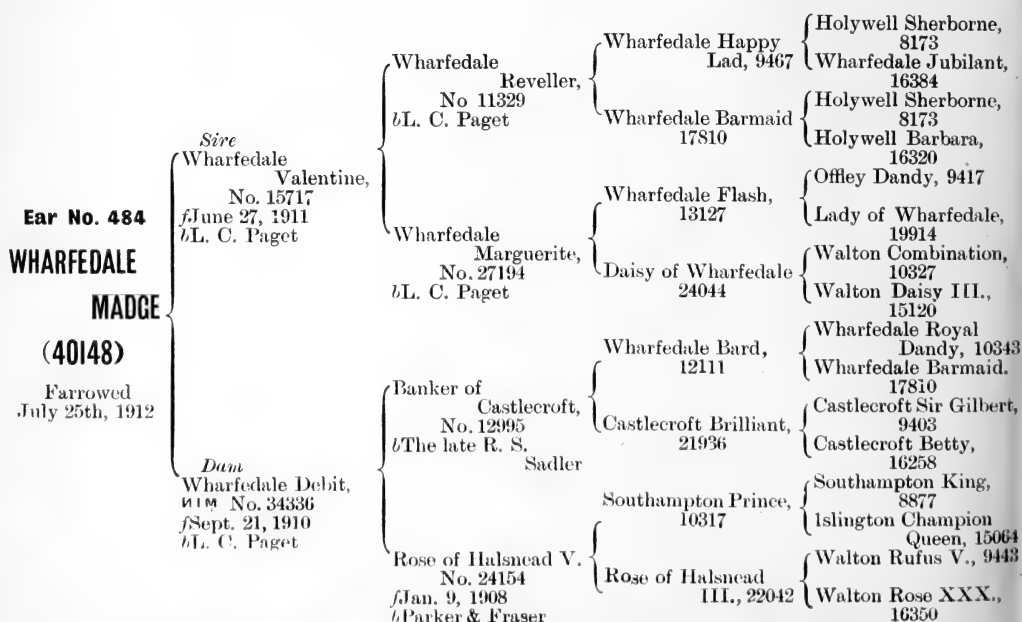 Ear No. 484
WHARFEDALE
MADGE
(40148)
Farrowed
July 25th, 1912
Sire
Wharfedale
Valentine,
No. 15717
fJune 27, 1911
bL. C. Paget
Dam
Wharfedale Debit,
No. 34336
fSept. 21, 1910
bL. C. Paget
Wharfedale
Reveller,
No 11329
bL. C. Paget
Wharfedale
Marguerite,
No. 27194
bL. C. Paget
Banker of
Castlecroft,
No. 12995
bThe late R. S.
Sadler
Rose of Halsnead V.
No. 24154
fJan. 9, 1908
bParker & Fraser
Wharfedale Happy
Lad, 9467
Wharfedale Barmaid
17810
Wharfedale Flash,
13127
Daisy of Wharfedale
24044
Wharfedale Bard,
12111
Castlecroft Brilliant,
21936
Southampton Prince,
10317
Rose of Halsnead
III., 22042
Holywell Sherborne,
8173
Wharfedale Jubilant,
16384
Holywell Sherborne,
8173
Holywell Barbara,
16320
Offley Dandy, 9417
Lady of Wharfedale,
19914
Walton Combination,
10327
Walton Daisy III.,
15120
Wharfedale Royal
Dandy, 10343
Wharfedale Barmaid.
17810
Castlecroft Sir Gilbert,
9403
Castlecroft Betty,
16258
Southampton King,
8877
Islington Champion
Queen, 15064
Walton Rufus V., 9443
Walton Rose XXX.,
16350